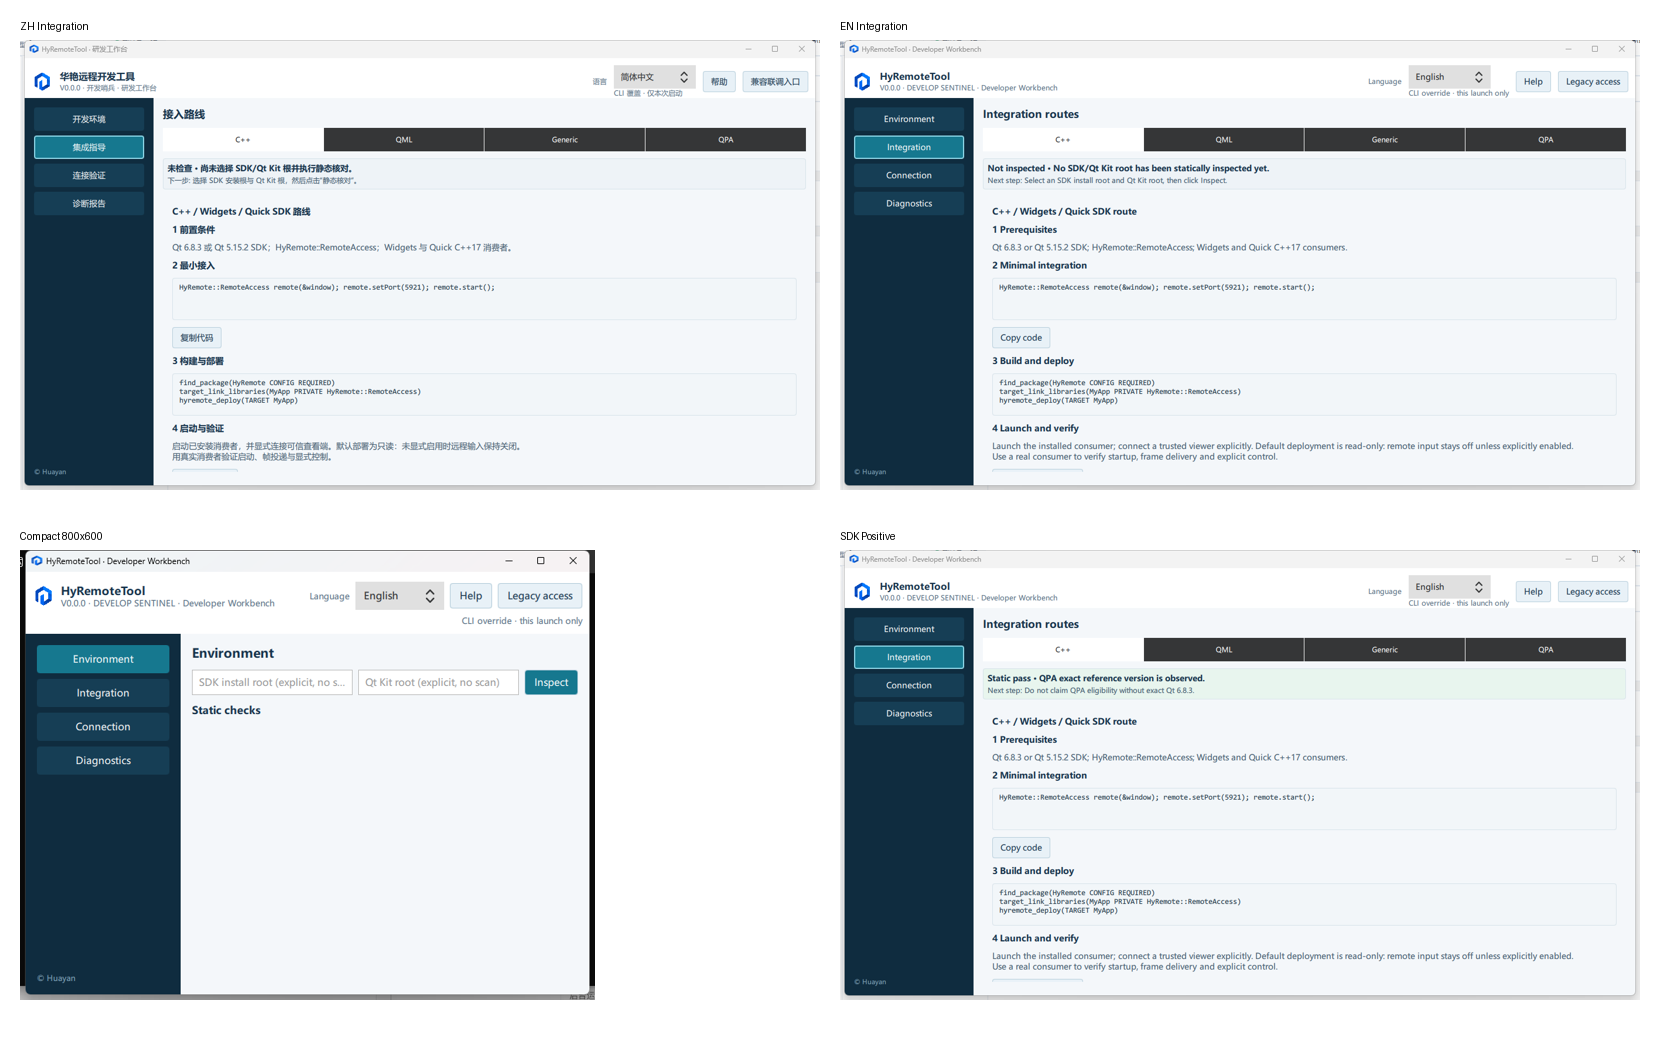 ZH Integration
HyRemoteTool · 研发工作台
华艳远程开发工具
V0.0.0 · 开发哨兵 · 研发工作台
语言
简体中文
CLI 覆盖 · 仅本次启动
帮助
兼容联调入口
开发环境
集成指导
连接验证
诊断报告
© Huayan
接入路线
C++
QML
Generic
QPA
未检查 • 尚未选择 SDK/Qt Kit 根并执行静态核对。
下一步: 选择 SDK 安装根与 Qt Kit 根，然后点击“静态核对”。
C++ / Widgets / Quick SDK 路线
1 前置条件
Qt 6.8.3 或 Qt 5.15.2 SDK；HyRemote::RemoteAccess；Widgets 与 Quick C++17 消费者。
2 最小接入
HyRemote::RemoteAccess remote(&window); remote.setPort(5921); remote.start();
复制代码
3 构建与部署
find_package(HyRemote CONFIG REQUIRED)
target_link_libraries(MyApp PRIVATE HyRemote::RemoteAccess)
hyremote_deploy(TARGET MyApp)
4 启动与验证
启动已安装消费者，并显式连接可信查看端。默认部署为只读：未显式启用时远程输入保持关闭。
用真实消费者验证启动、帧投递与显式控制。
EN Integration
HyRemoteTool · Developer Workbench
HyRemoteTool
V0.0.0 · DEVELOP SENTINEL · Developer Workbench
Language
English
CLI override · this launch only
Help
Legacy access
Environment
Integration
Connection
Diagnostics
© Huayan
Integration routes
C++
QML
Generic
QPA
Not inspected • No SDK/Qt Kit root has been statically inspected yet.
Next step: Select an SDK install root and Qt Kit root, then click Inspect.
C++ / Widgets / Quick SDK route
1 Prerequisites
Qt 6.8.3 or Qt 5.15.2 SDK; HyRemote::RemoteAccess; Widgets and Quick C++17 consumers.
2 Minimal integration
HyRemote::RemoteAccess remote(&window); remote.setPort(5921); remote.start();
Copy code
3 Build and deploy
find_package(HyRemote CONFIG REQUIRED)
target_link_libraries(MyApp PRIVATE HyRemote::RemoteAccess)
hyremote_deploy(TARGET MyApp)
4 Launch and verify
Launch the installed consumer; connect a trusted viewer explicitly. Default deployment is read-only: remote input stays off unless explicitly enabled.
Use a real consumer to verify startup, frame delivery and explicit control.
Compact 800x600
HyRemoteTool · Developer Workbench
HyRemoteTool
V0.0.0 · DEVELOP SENTINEL · Developer Workbench
Language
English
Help
Legacy access
CLI override · this launch only
Environment
Integration
Connection
Diagnostics
© Huayan
Environment
SDK install root (explicit, no s...
Qt Kit root (explicit, no scan)
Inspect
Static checks
SDK Positive
HyRemoteTool · Developer Workbench
HyRemoteTool
V0.0.0 · DEVELOP SENTINEL · Developer Workbench
Language
English
CLI override · this launch only
Help
Legacy access
Environment
Integration
Connection
Diagnostics
© Huayan
Integration routes
C++
QML
Generic
QPA
Static pass • QPA exact reference version is observed.
Next step: Do not claim QPA eligibility without exact Qt 6.8.3.
C++ / Widgets / Quick SDK route
1 Prerequisites
Qt 6.8.3 or Qt 5.15.2 SDK; HyRemote::RemoteAccess; Widgets and Quick C++17 consumers.
2 Minimal integration
HyRemote::RemoteAccess remote(&window); remote.setPort(5921); remote.start();
Copy code
3 Build and deploy
find_package(HyRemote CONFIG REQUIRED)
target_link_libraries(MyApp PRIVATE HyRemote::RemoteAccess)
hyremote_deploy(TARGET MyApp)
4 Launch and verify
Launch the installed consumer; connect a trusted viewer explicitly. Default deployment is read-only: remote input stays off unless explicitly enabled.
Use a real consumer to verify startup, frame delivery and explicit control.